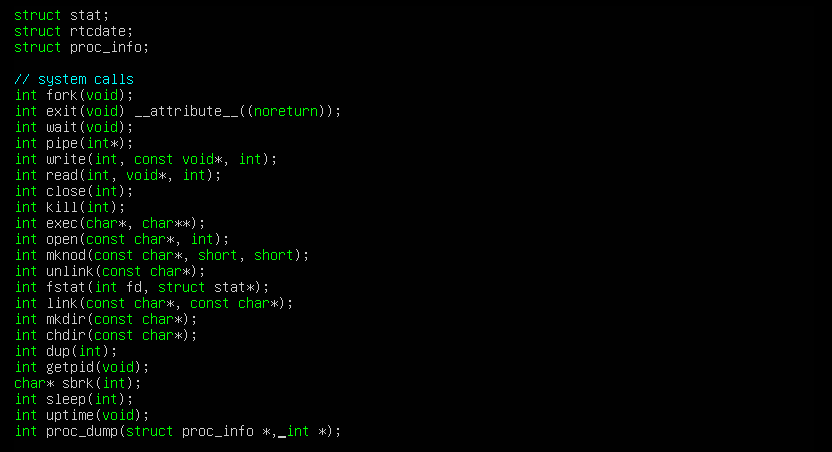 struct stat;
struct rtcdate;
struct proc_info;

// system calls
int fork(void);
int exit(void) __attribute__((noreturn));
int wait(void);
int pipe(int*);
int write(int, const void*, int);
int read(int, void*, int);
int close(int);
int kill(int);
int exec(char*, char**);
int open(const char*, int);
int mknod(const char*, short, short);
int unlink(const char*);
int fstat(int fd, struct stat*);
int link(const char*, const char*);
int mkdir(const char*);
int chdir(const char*);
int dup(int);
int getpid(void);
char* sbrk(int);
int sleep(int);
int uptime(void);
int proc_dump(struct proc_info *, int *);